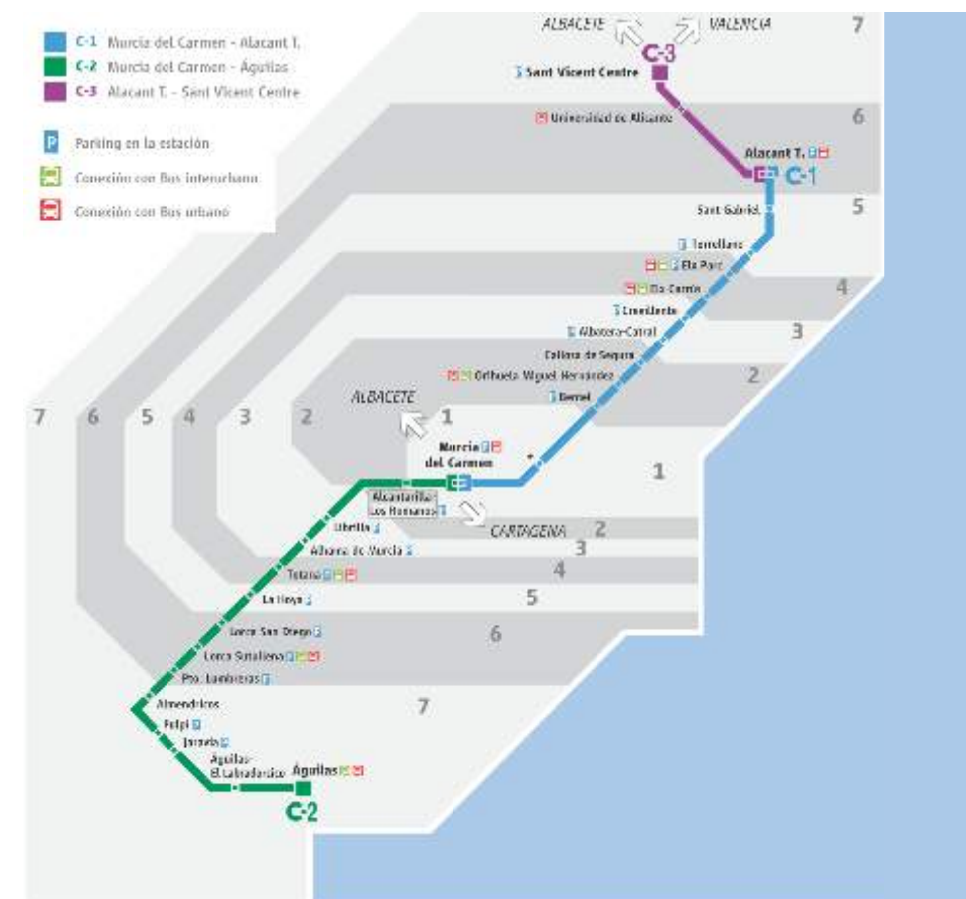 C-1 Murcia del Carmen - Alacant T.
C-2 Murcia del Carmen - Águilas
C-3 Alacant T. - Sant Vicent Centre
P Parking en la estación
Conexión con Bus interurbano
Conexión con Bus urbano
ALBACETE
VALENCIA
7
C-3
Sant Vicent Centre
Universidad de Alicante
6
Alacant T.
C-1
Sant Gabriel
5
Torrellano
Elx Parc
Elx Carrús
4
Crevillente
3
Albatera-Catral
Callosa de Segura
Orihuela Miguel Hernández
2
Beniel
ALBACETE
7
6
5
4
3
2
1
Murcia
del Carmen
1
Alcantarilla-
Los Romanos
CARTAGENA
2
Librilla
3
Alhama de Murcia
4
Totana
La Hoya
5
Lorca San Diego
6
Lorca Sutullena
Pto. Lumbreras
Almendricos
7
Pulpí
Jaravía
Águilas-
El Labradorcico
Águilas
C-2